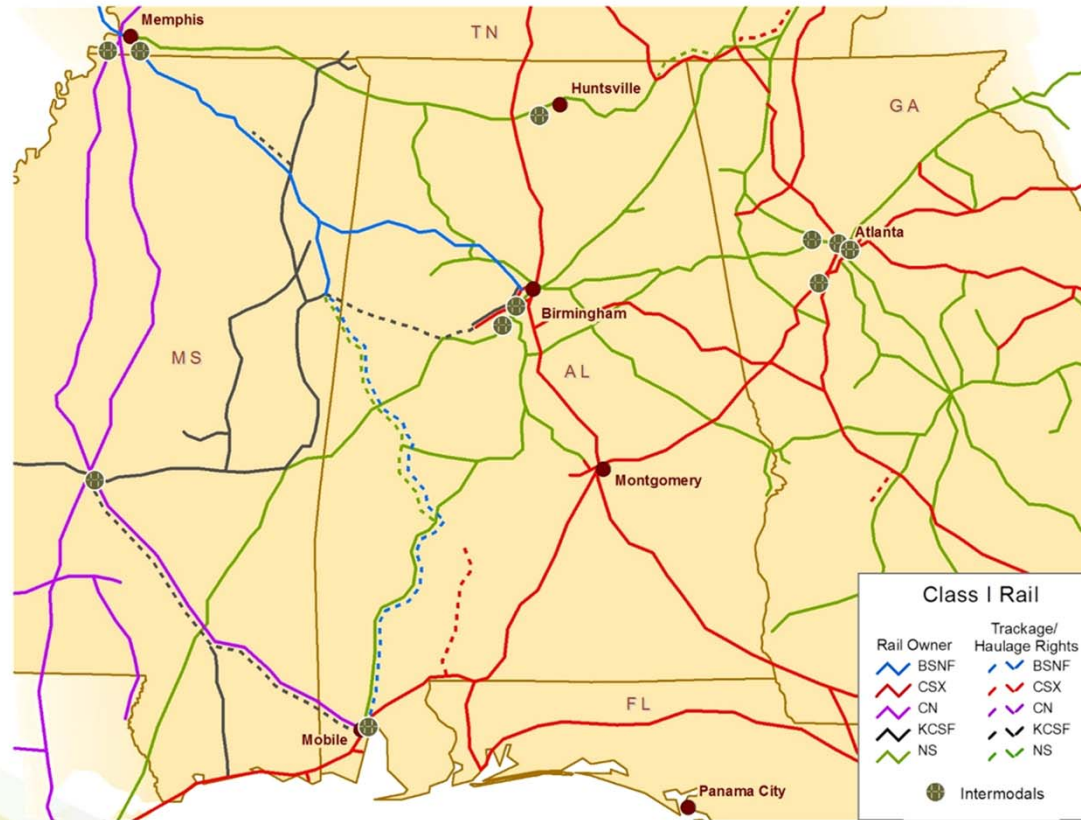 Memphis
TN
Huntsville
GA
Atlanta
Birmingham
MS
AL
Montgomery
FL
Mobile
Panama City
Class I Rail
Rail Owner
Trackage/
Haulage Rights
BSNF
BSNF
CSX
CSX
CN
CN
KCSF
KCSF
NS
NS
Intermodals